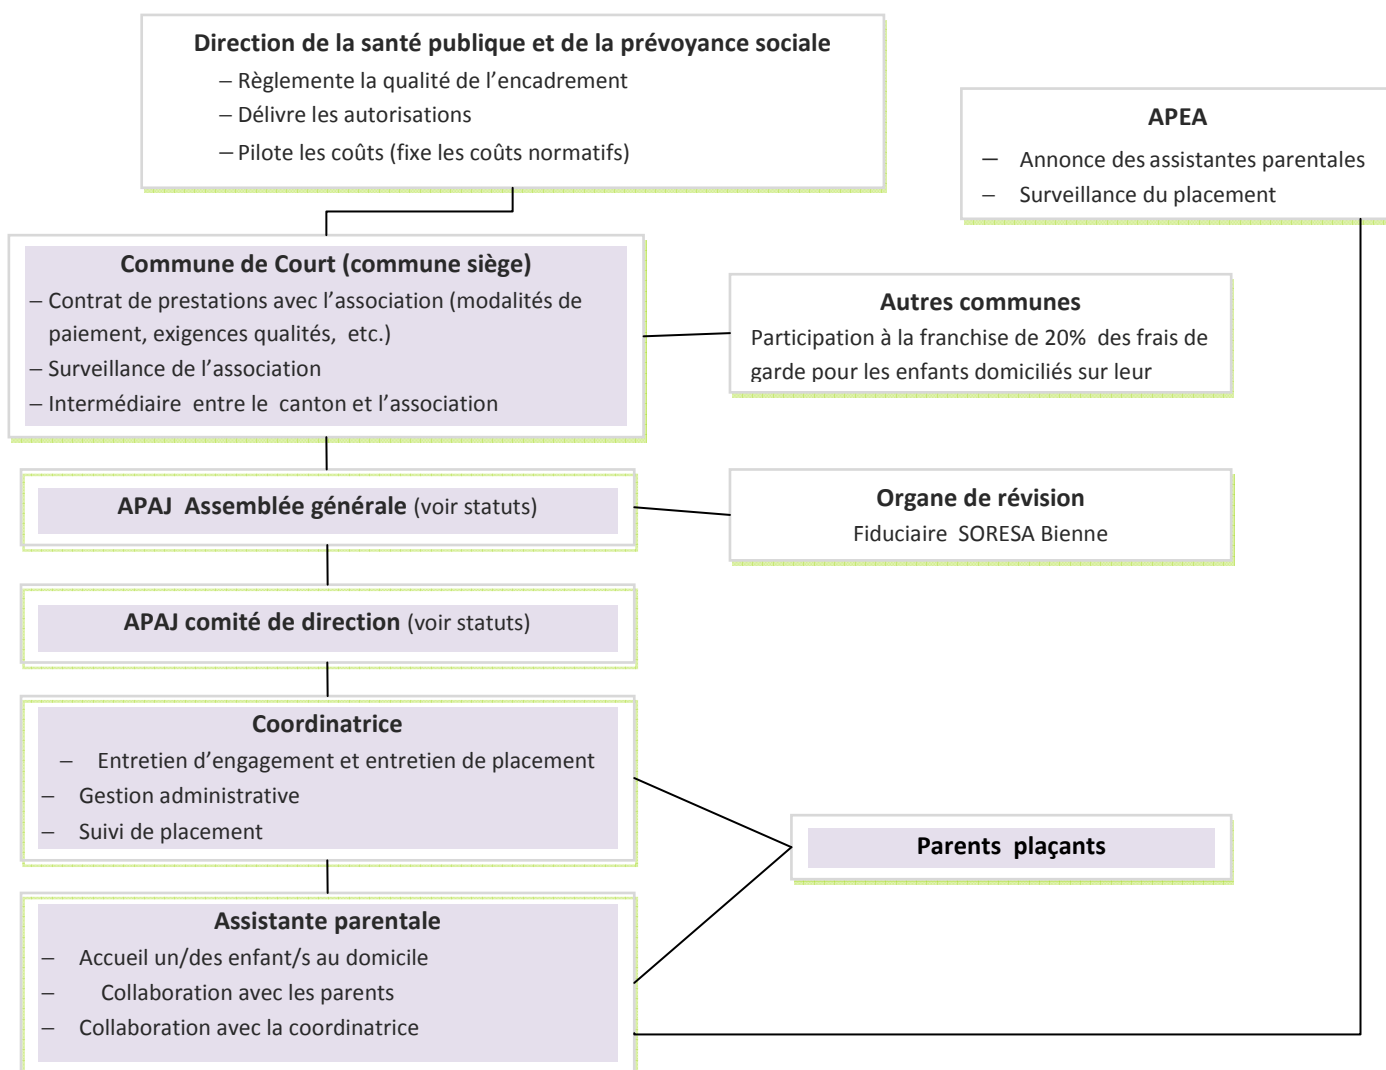 Direction de la santé publique et de la prévoyance sociale
– Règlemente la qualité de l’encadrement
– Délivre les autorisations
– Pilote les coûts (fixe les coûts normatifs)
APEA
– Annonce des assistantes parentales
– Surveillance du placement
Commune de Court (commune siège)
– Contrat de prestations avec l’association (modalités de
paiement, exigences qualités, etc.)
– Surveillance de l’association
– Intermédiaire entre le canton et l’association
Autres communes
Participation à la franchise de 20% des frais de
garde pour les enfants domiciliés sur leur
APAJ Assemblée générale (voir statuts)
Organe de révision
Fiduciaire SORESA Bienne
APAJ comité de direction (voir statuts)
Coordinatrice
– Entretien d’engagement et entretien de placement
– Gestion administrative
– Suivi de placement
Parents plaçants
Assistante parentale
– Accueil un/des enfant/s au domicile
– Collaboration avec les parents
– Collaboration avec la coordinatrice